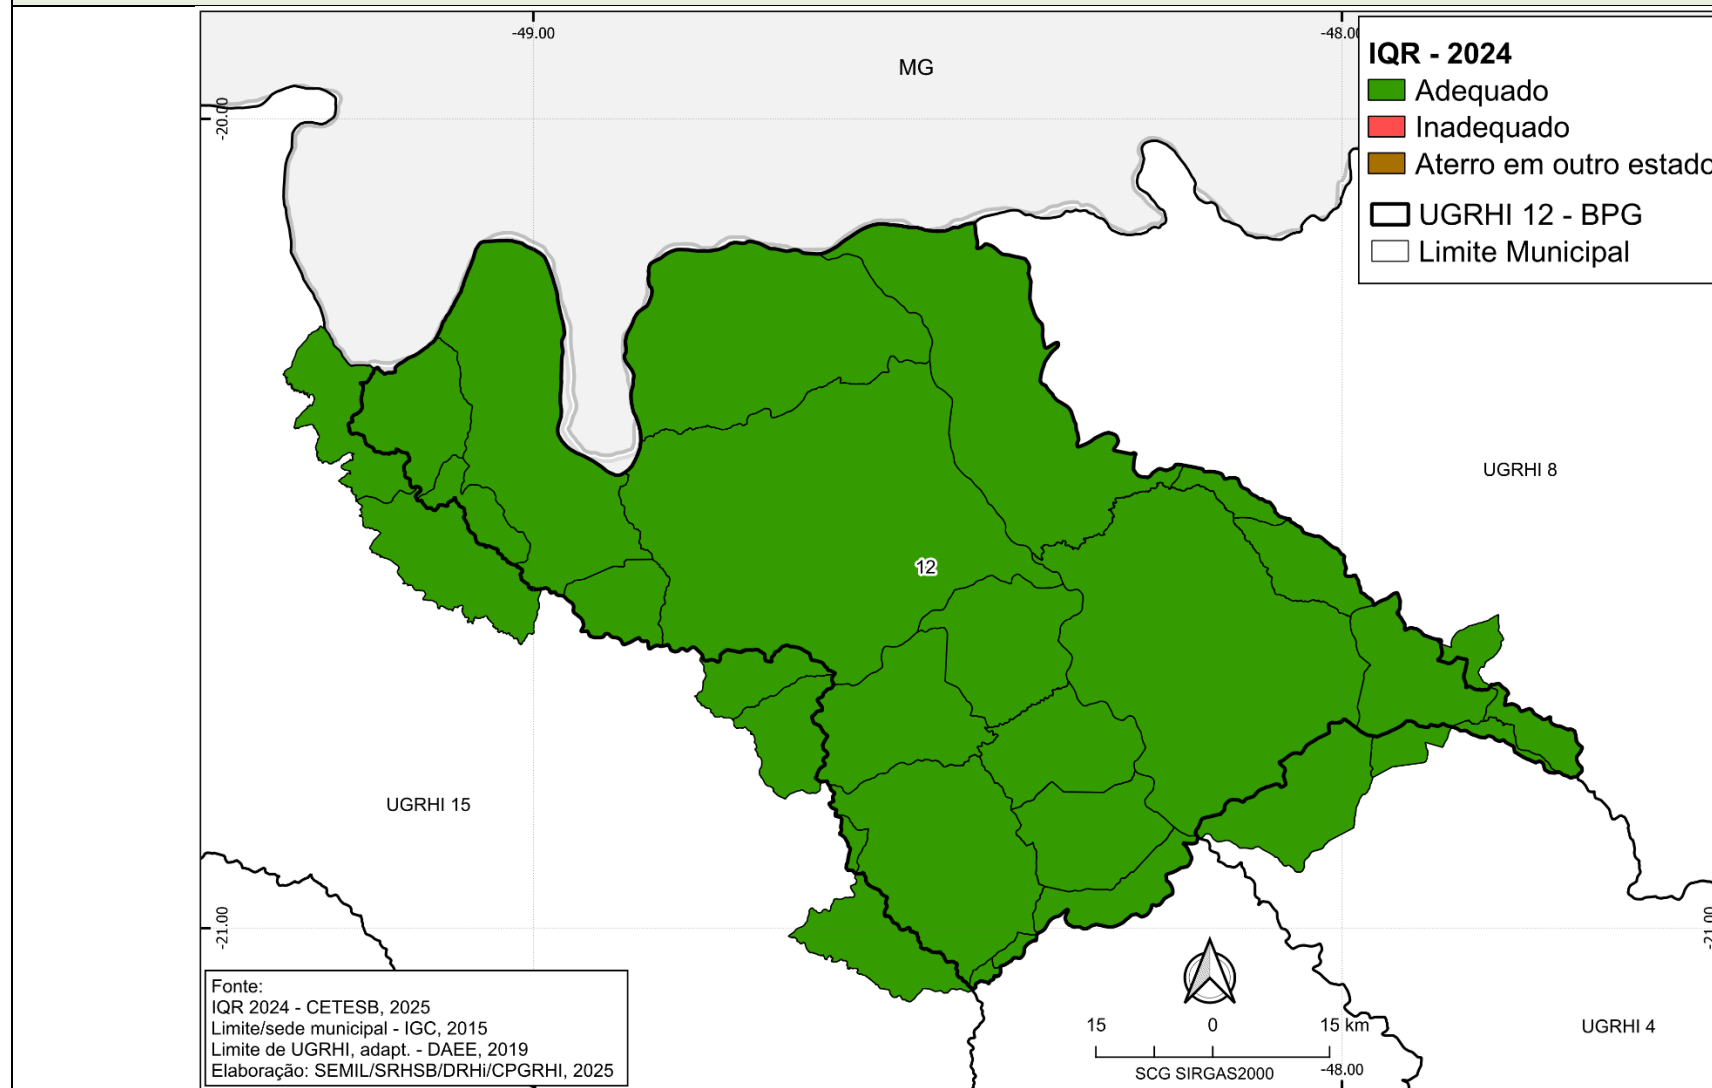 -49.00
-48.00
MG
-20.00
IQR - 2024
Adequado
Inadequado
Aterro em outro estado
UGRHI 12 - BPG
Limite Municipal
UGRHI 8
12
UGRHI 15
-21.00
-21.00
Fonte:
IQR 2024 - CETESB, 2025
Limite/sede municipal - IGC, 2015
Limite de UGRHI, adapt. - DAEE, 2019
Elaboração: SEMIL/SRHSB/DRHi/CPGRHI, 2025
15 0 15 km
SCG SIRGAS2000
-48.00
UGRHI 4